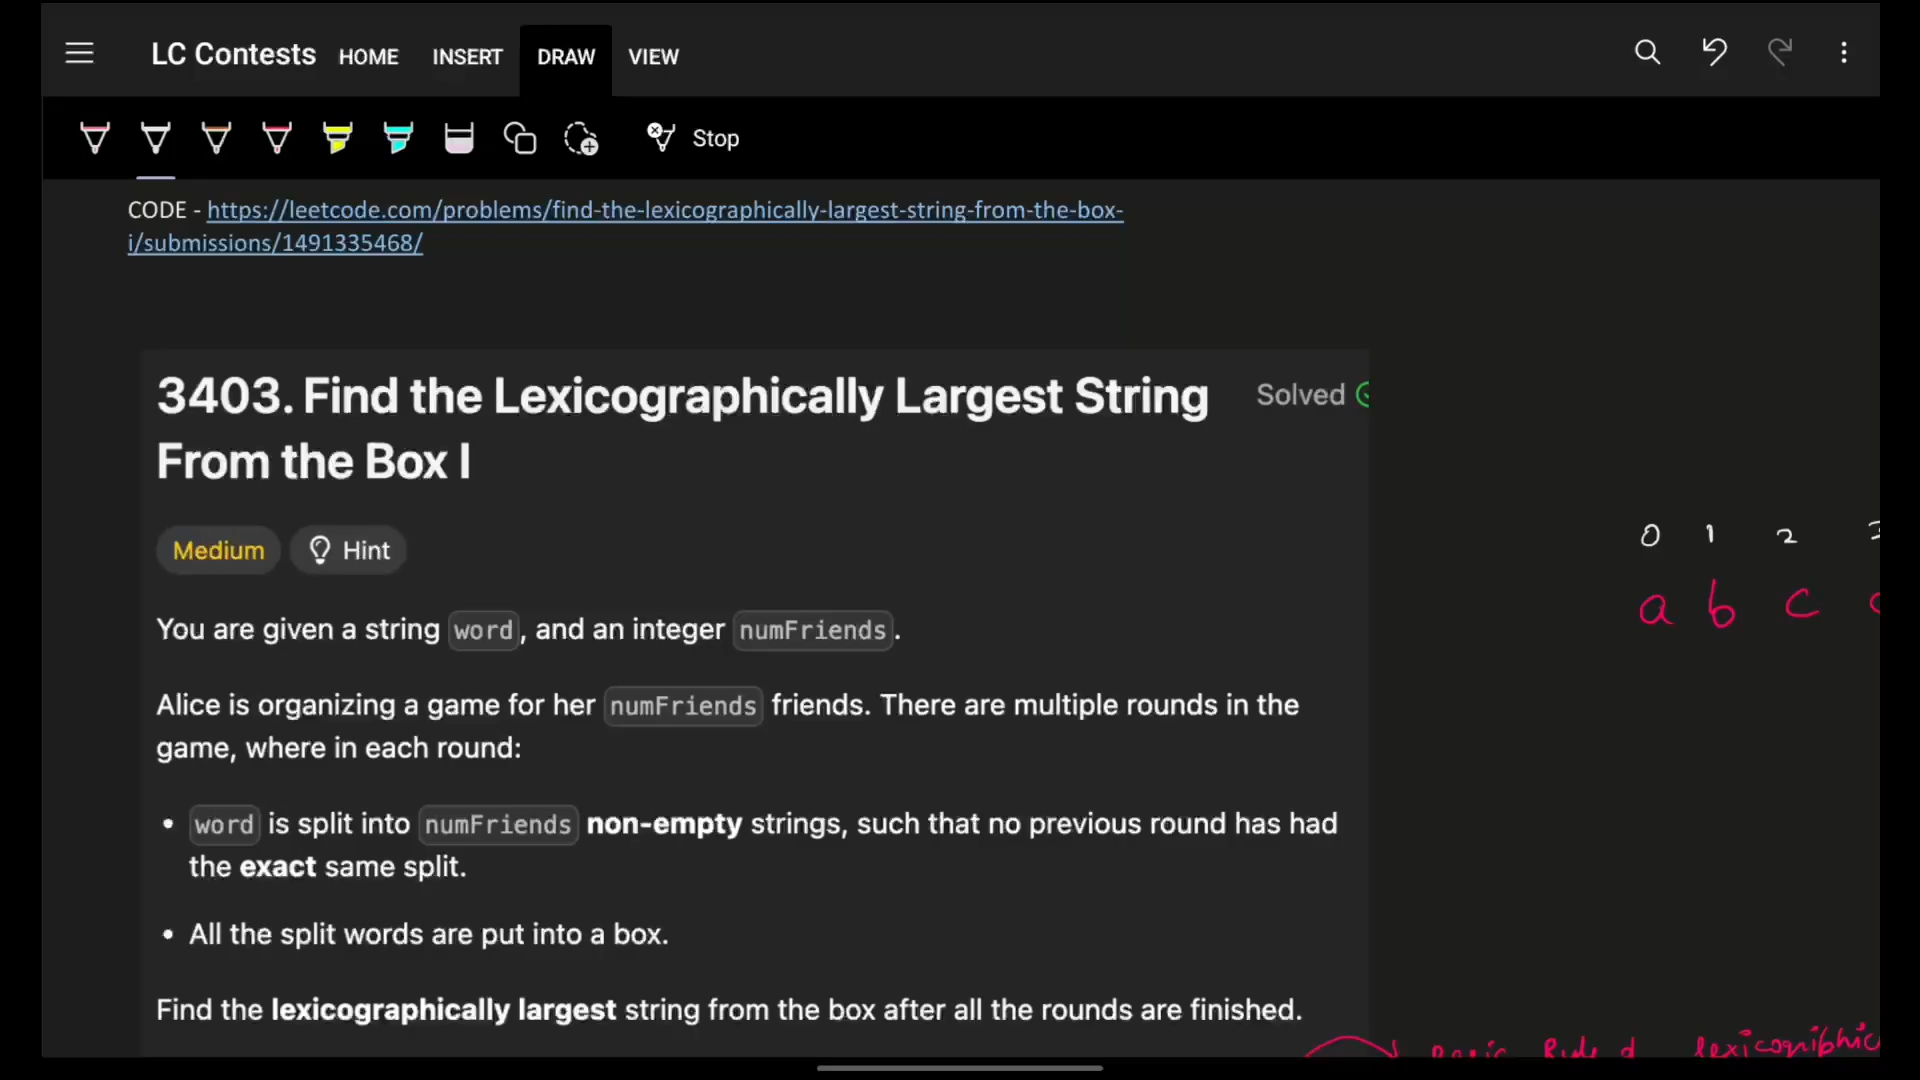 LC Contests HOME INSERT DRAW VIEW
Stop
CODE - https://leetcode.com/problems/find-the-lexicographically-largest-string-from-the-box-
i/submissions/1491335468/
3403. Find the Lexicographically Largest String
From the Box I
Solved
Medium Hint
You are given a string word, and an integer numFriends.
Alice is organizing a game for her numFriends friends. There are multiple rounds in the
game, where in each round:
• word is split into numFriends non-empty strings, such that no previous round has had
the exact same split.
• All the split words are put into a box.
Find the lexicographically largest string from the box after all the rounds are finished.
0 1 2
a b c